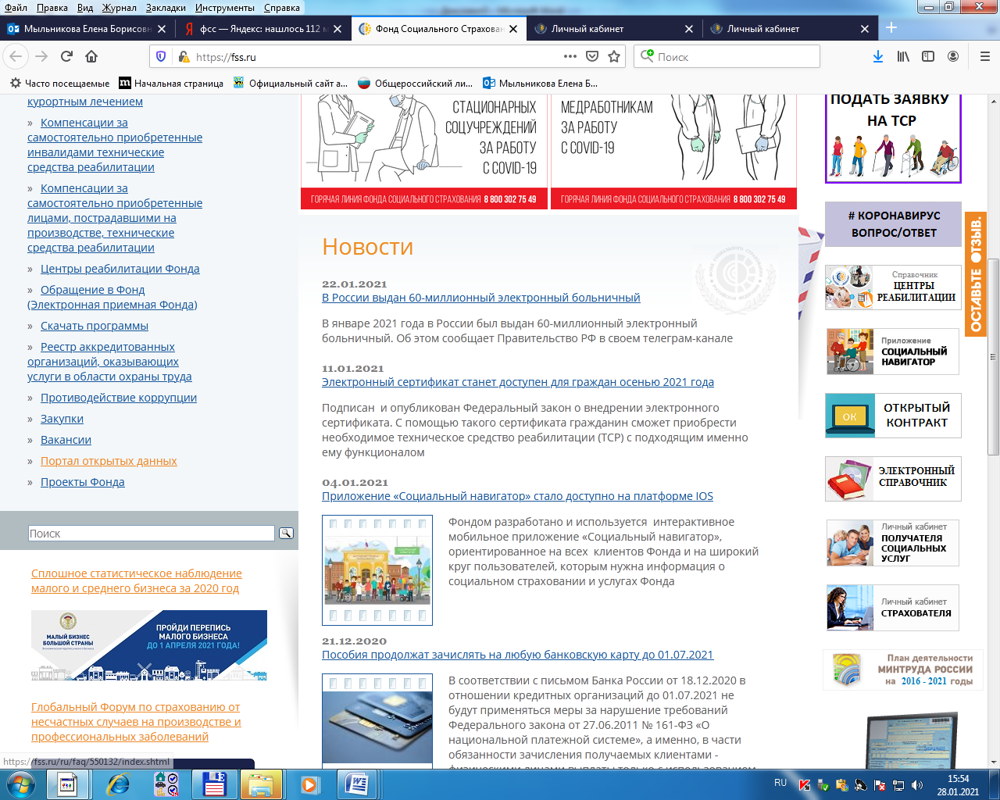 Файл Правка Вид Журнал Закладки Инструменты Справка
Мыльникова Елена Борисовн
фсс — Яндекс: нашлось 112 м
Фонд Социального Страхован
Личный кабинет
Личный кабинет
https://fss.ru
Поиск
Часто посещаемые
Начальная страница
Официальный сайт а...
Общероссийский ли...
Мыльникова Елена Б...
курортным лечением
» Компенсации за
самостоятельно приобретенные
инвалидами технические
средства реабилитации
» Компенсации за
самостоятельно приобретенные
лицами, пострадавшими на
производстве, технические
средства реабилитации
» Центры реабилитации Фонда
» Обращение в Фонд
(Электронная приемная Фонда)
» Скачать программы
» Реестр аккредитованных
организаций, оказывающих
услуги в области охраны труда
» Противодействие коррупции
» Закупки
» Вакансии
» Портал открытых данных
» Проекты Фонда
Поиск
Сплошное статистическое наблюдение
малого и среднего бизнеса за 2020 год
МАЛЫЙ БИЗНЕС
БОЛЬШОЙ СТРАНЫ
ПРОЙДИ ПЕРЕПИСЬ
МАЛОГО БИЗНЕСА
ДО 1 АПРЕЛЯ 2021 ГОДА!
Глобальный Форум по страхованию от
несчастных случаев на производстве и
профессиональных заболеваний
https://fss.ru/ru/faq/550132/index.shtml
СТАЦИОНАРНЫХ
СОЦУЧРЕЖДЕНИЙ
ЗА РАБОТУ
С COVID-19
ГОРЯЧАЯ ЛИНИЯ ФОНДА СОЦИАЛЬНОГО СТРАХОВАНИЯ 8 800 302 75 49
МЕДРАБОТНИКАМ
ЗА РАБОТУ
С COVID-19
ГОРЯЧАЯ ЛИНИЯ ФОНДА СОЦИАЛЬНОГО СТРАХОВАНИЯ 8 800 302 75 49
Новости
22.01.2021
В России выдан 60-миллионный электронный больничный
В январе 2021 года в России был выдан 60-миллионный электронный
больничный. Об этом сообщает Правительство РФ в своем телеграм-канале
11.01.2021
Электронный сертификат станет доступен для граждан осенью 2021 года
Подписан и опубликован Федеральный закон о внедрении электронного
сертификата. С помощью такого сертификата гражданин сможет приобрести
необходимое техническое средство реабилитации (ТСР) с подходящим именно
ему функционалом
04.01.2021
Приложение «Социальный навигатор» стало доступно на платформе IOS
Фондом разработано и используется интерактивное
мобильное приложение «Социальный навигатор»,
ориентированное на всех клиентов Фонда и на широкий
круг пользователей, которым нужна информация о
социальном страховании и услугах Фонда
21.12.2020
Пособия продолжат зачислять на любую банковскую карту до 01.07.2021
В соответствии с письмом Банка России от 18.12.2020 в
отношении кредитных организаций до 01.07.2021 не
будут применяться меры за нарушение требований
Федерального закона от 27.06.2011 № 161-ФЗ «О
национальной платежной системе», а именно, в части
обязанности зачисления получаемых клиентами -
физическими лицами выплаты только с использованием
ПОДАТЬ ЗАЯВКУ
НА ТСР
# КОРОНАВИРУС
ВОПРОС/ОТВЕТ
Справочник
ЦЕНТРЫ
РЕАБИЛИТАЦИИ
Приложение
СОЦИАЛЬНЫЙ
НАВИГАТОР
ОК
ОТКРЫТЫЙ
КОНТРАКТ
ЭЛЕКТРОННЫЙ
СПРАВОЧНИК
Личный кабинет
ПОЛУЧАТЕЛЯ
СОЦИАЛЬНЫХ
УСЛУГ
Личный кабинет
СТРАХОВАТЕЛЯ
План деятельности
МИНТРУДА РОССИИ
на 2016 - 2021 годы
ОСТАВЬТЕ ОТЗЫВ.
RU
15:54
28.01.2021